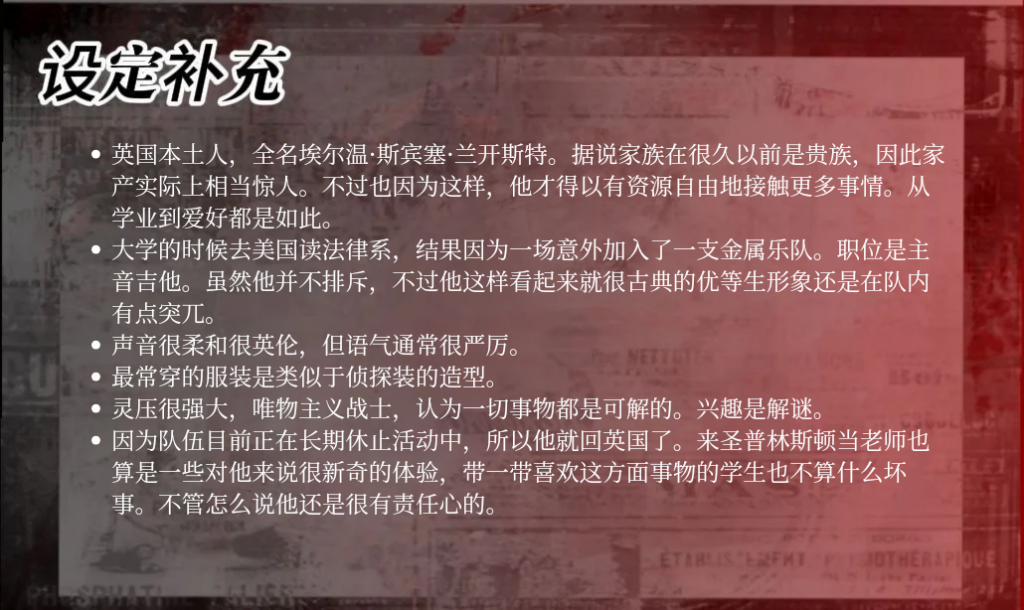 设定补充
• 英国本土人，全名埃尔温·斯宾塞·兰开斯特。据说家族在很久以前是贵族，因此家
产实际上相当惊人。不过也因为这样，他才得以有资源自由地接触更多事情。从
学业到爱好都是如此。
• 大学的时候去美国读法律系，结果因为一场意外加入了一支金属乐队。职位是主
音吉他。虽然他并不排斥，不过他这样看起来就很古典的优等生形象还是在队内
有点突兀。
• 声音很柔和很英伦，但语气通常很严厉。
• 最常穿的服装是类似于侦探装的造型。
• 灵压很强大，唯物主义战士，认为一切事物都是可解的。兴趣是解谜。
• 因为队伍目前正在长期休止活动中，所以他就回英国了。来圣普林斯顿当老师也
算是一些对他来说很新奇的体验，带一带喜欢这方面事物的学生也不算什么坏
事。不管怎么说他还是很有责任心的。
ETABLISSEMENT